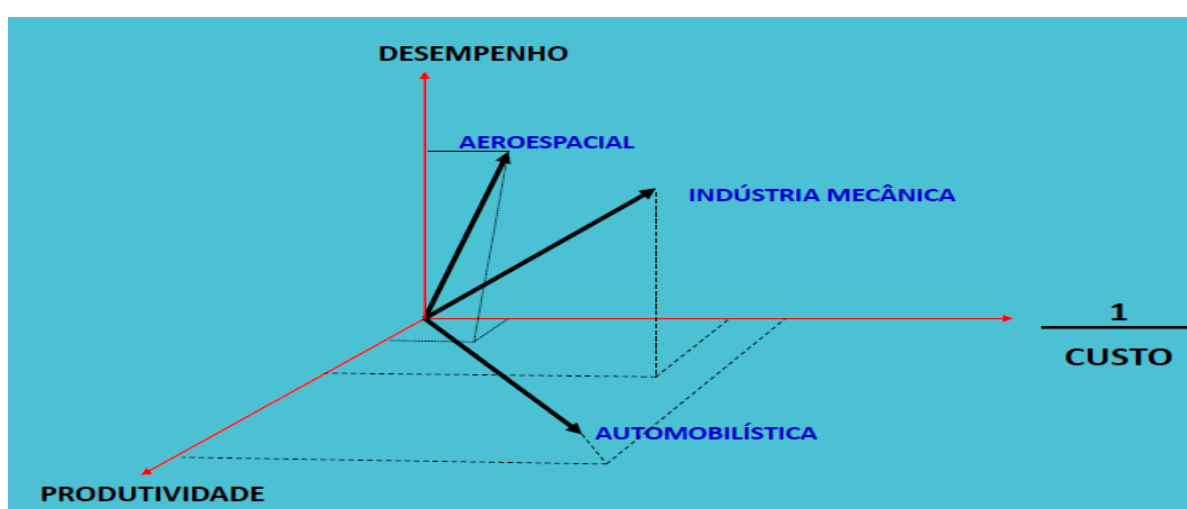 DESEMPENHO
AEROESPACIAL
INDÚSTRIA MECÂNICA
1
CUSTO
AUTOMOBILÍSTICA
PRODUTIVIDADE